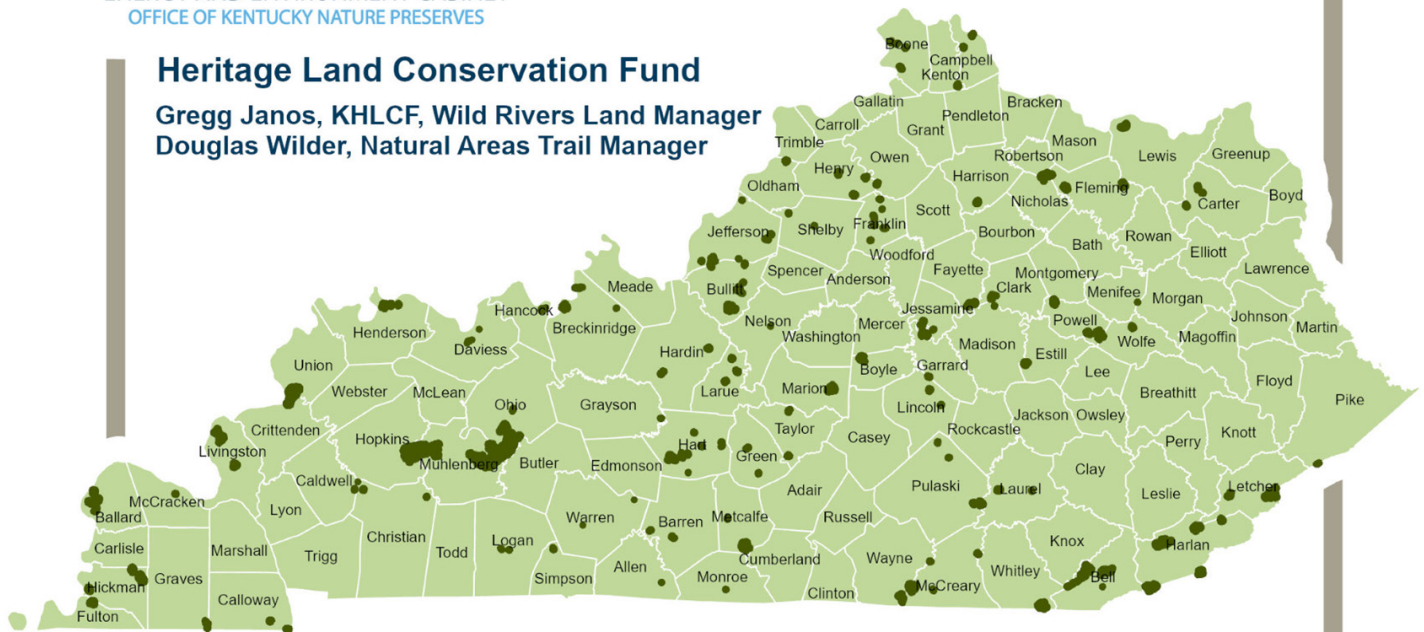 OFFICE OF KENTUCKY NATURE PRESERVES
Heritage Land Conservation Fund
Gregg Janos, KHLCF, Wild Rivers Land Manager
Douglas Wilder, Natural Areas Trail Manager
Boone
Campbell
Kenton
Gallatin
Bracken
Pendleton
Carroll
Grant
Trimble
Mason
Owen
Robertson
Lewis
Greenup
Henry
Harrison
Oldham
Fleming
Boyd
Nicholas
Carter
Scott
Franklin
Shelby
Jefferson
Bourbon
Rowan
Bath
Elliott
Woodford
Lawrence
Spencer
Anderson
Fayette
Montgomery
Meade
Bullitt
Clark
Menifee
Morgan
Hancock
Jessamine
Johnson
Nelson
Powell
Mercer
Martin
Breckinridge
Henderson
Washington
Magoffin
Wolfe
Madison
Daviess
Hardin
Estill
Union
Boyle
Garrard
Lee
Floyd
Webster
McLean
Larue
Marion
Breathitt
Pike
Ohio
Grayson
Lincoln
Jackson
Owsley
Crittenden
Taylor
Rockcastle
Knott
Hopkins
Casey
Perry
Livingston
Hart
Green
Muhlenberg
Butler
Edmonson
Clay
Caldwell
Pulaski
Laurel
Letcher
Adair
Leslie
McCracken
Lyon
Ballard
Warren
Barren
Metcalfe
Russell
Christian
Logan
Knox
Harlan
Carlisle
Marshall
Todd
Trigg
Cumberland
Wayne
Allen
Whitley
Simpson
Monroe
Bell
Graves
Hickman
McCreary
Clinton
Calloway
Fulton